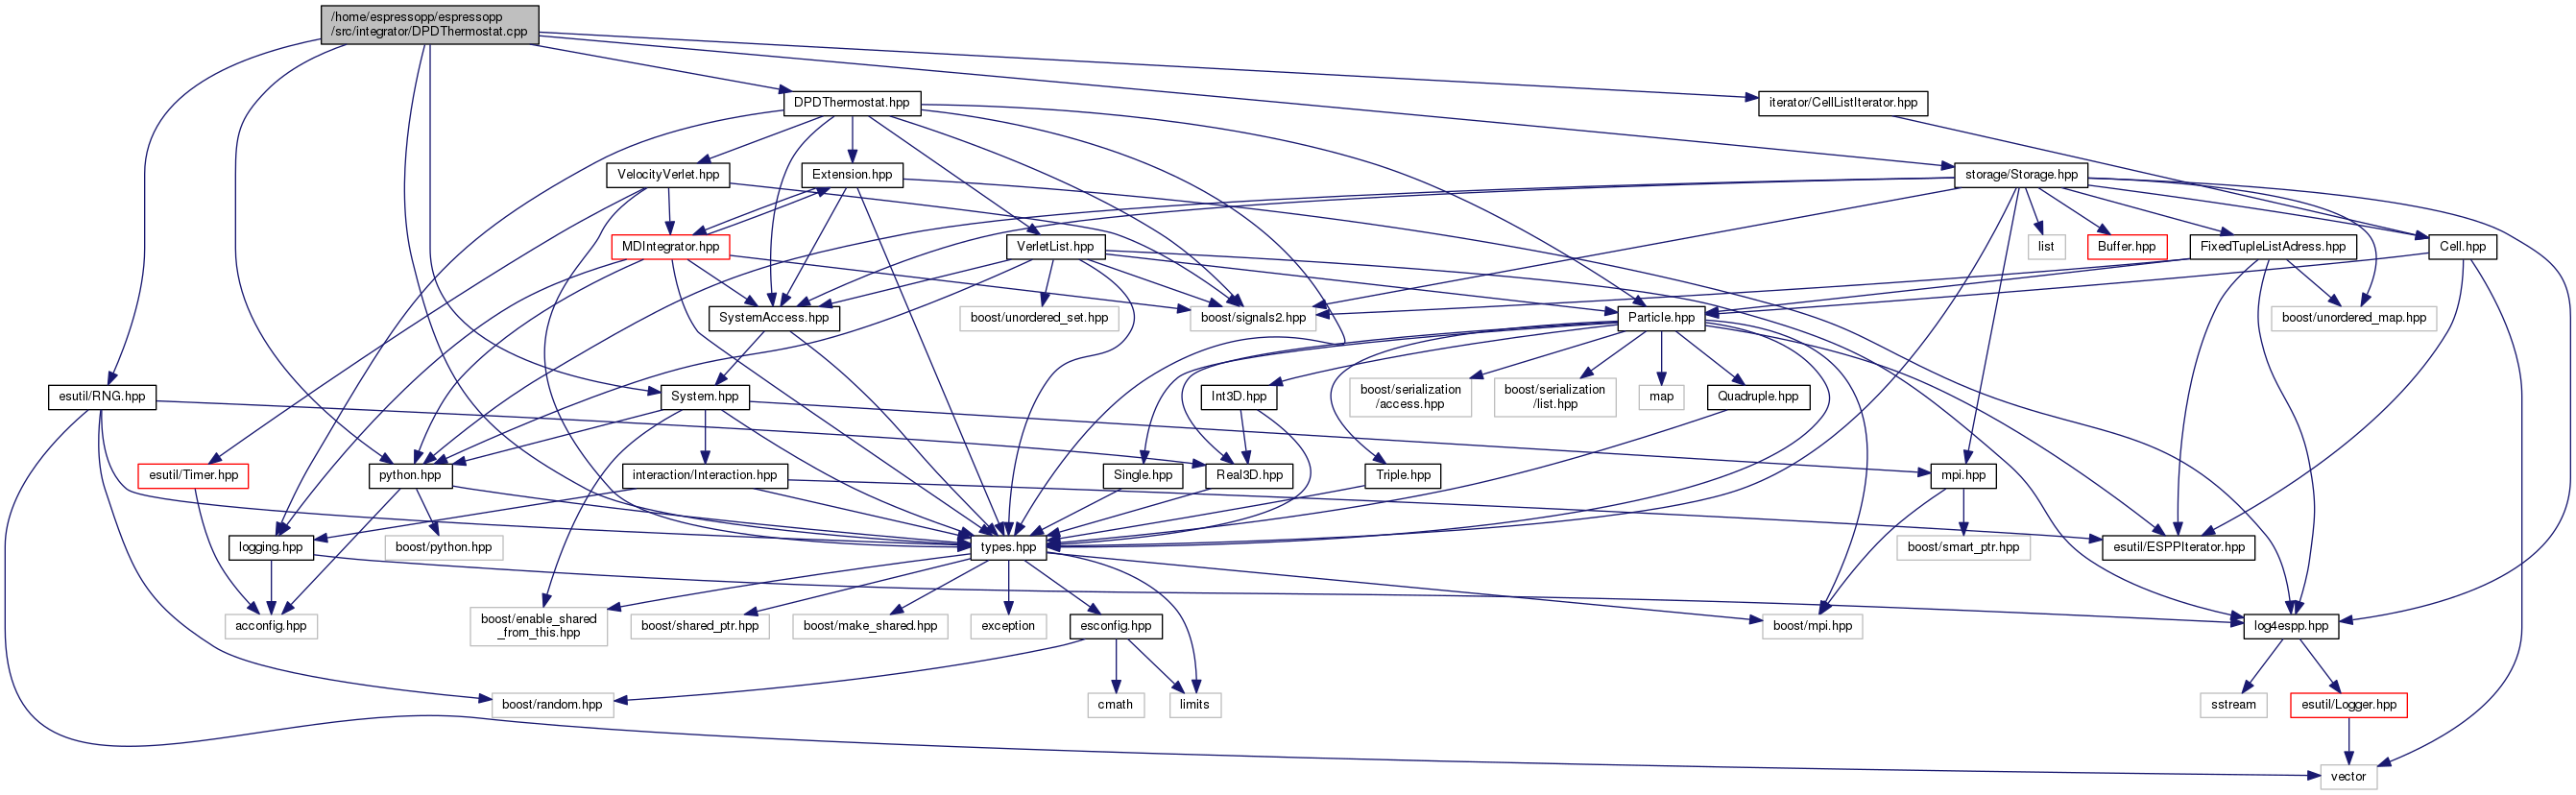 /home/espressopp/espressopp
/src/integrator/DPDThermostat.cpp
DPDThermostat.hpp
iterator/CellListIterator.hpp
VelocityVerlet.hpp
Extension.hpp
storage/Storage.hpp
MDIntegrator.hpp
VerletList.hpp
list
Buffer.hpp
FixedTupleListAdress.hpp
Cell.hpp
SystemAccess.hpp
boost/unordered_set.hpp
boost/signals2.hpp
Particle.hpp
boost/unordered_map.hpp
esutil/RNG.hpp
System.hpp
Int3D.hpp
boost/serialization
/access.hpp
boost/serialization
/list.hpp
map
Quadruple.hpp
esutil/Timer.hpp
python.hpp
interaction/Interaction.hpp
Single.hpp
Real3D.hpp
Triple.hpp
mpi.hpp
logging.hpp
boost/python.hpp
types.hpp
boost/smart_ptr.hpp
esutil/ESPPIterator.hpp
acconfig.hpp
boost/enable_shared
_from_this.hpp
boost/shared_ptr.hpp
boost/make_shared.hpp
exception
esconfig.hpp
boost/mpi.hpp
log4espp.hpp
boost/random.hpp
cmath
limits
sstream
esutil/Logger.hpp
vector